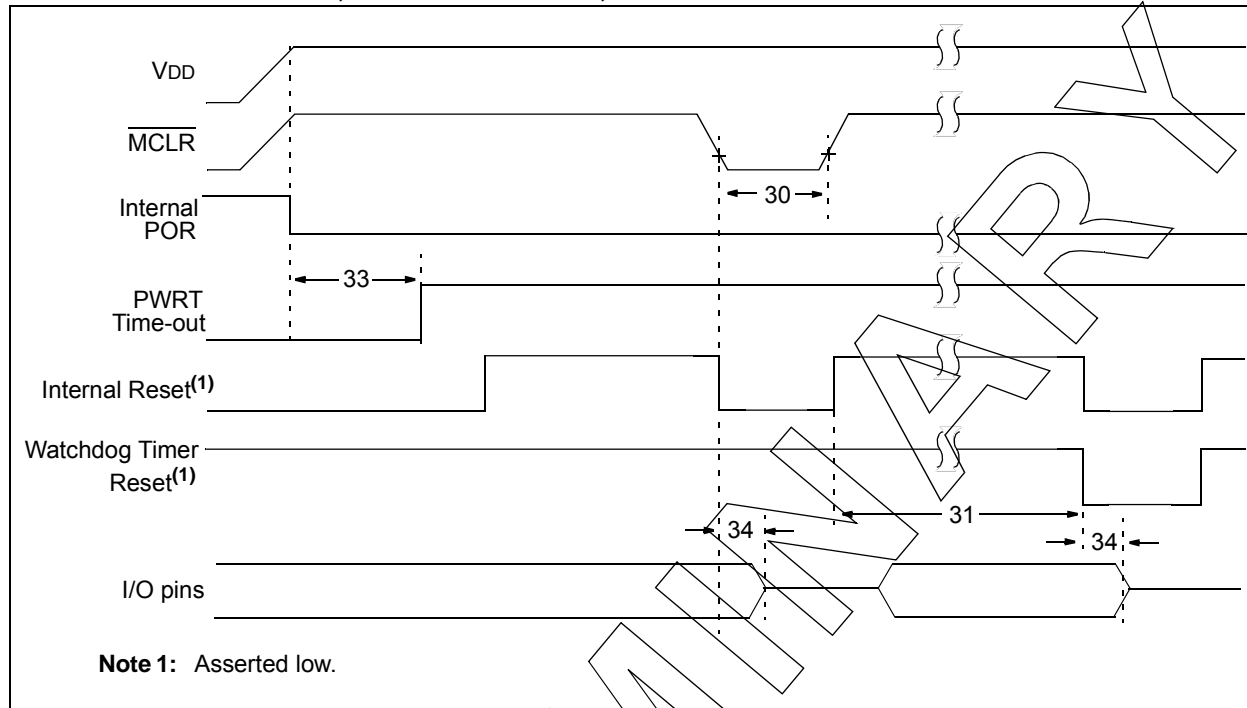 VDD
MCLR
Internal
POR
30
33
PWRT
Time-out
Internal Reset(1)
Watchdog Timer
Reset(1)
31
34
34
I/O pins
Note 1: Asserted low.
M I N A R Y